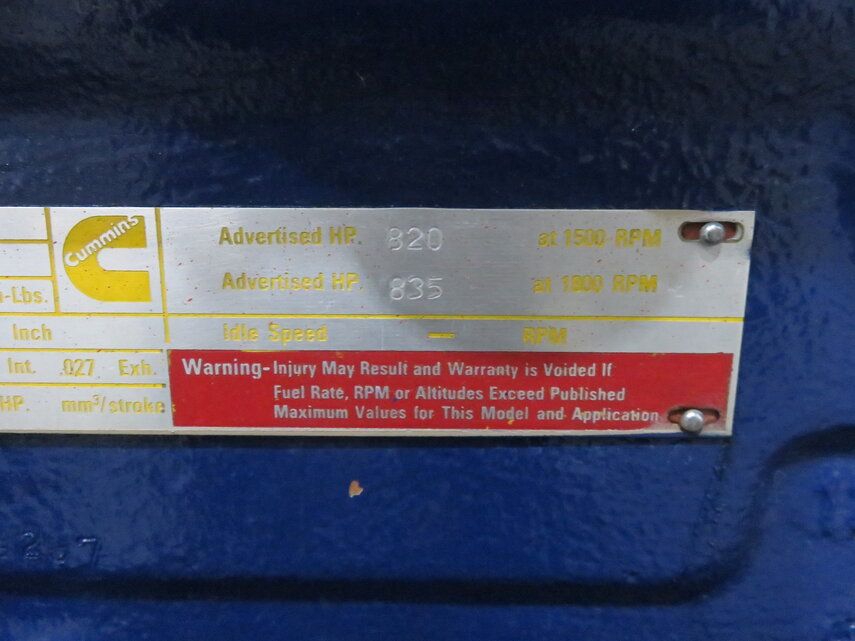 Cummins
Advertised HP. 820 at 1500 RPM
Advertised HP. 835 at 1800 RPM
-Lbs.
Inch
Idle Speed — RPM
Int. .027 Exh.
HP. mm³/stroke
Warning-Injury May Result and Warranty is Voided If
Fuel Rate, RPM or Altitudes Exceed Published
Maximum Values for This Model and Application